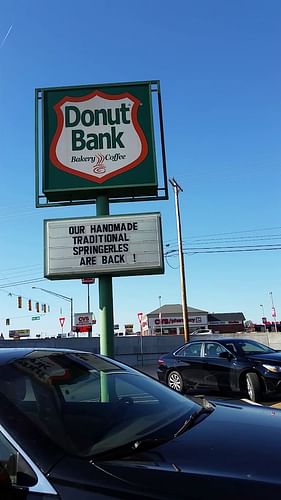 Donut
Bank
Bakery Coffee
OUR HANDMADE
TRADITIONAL
SPRINGERLES
ARE BACK !